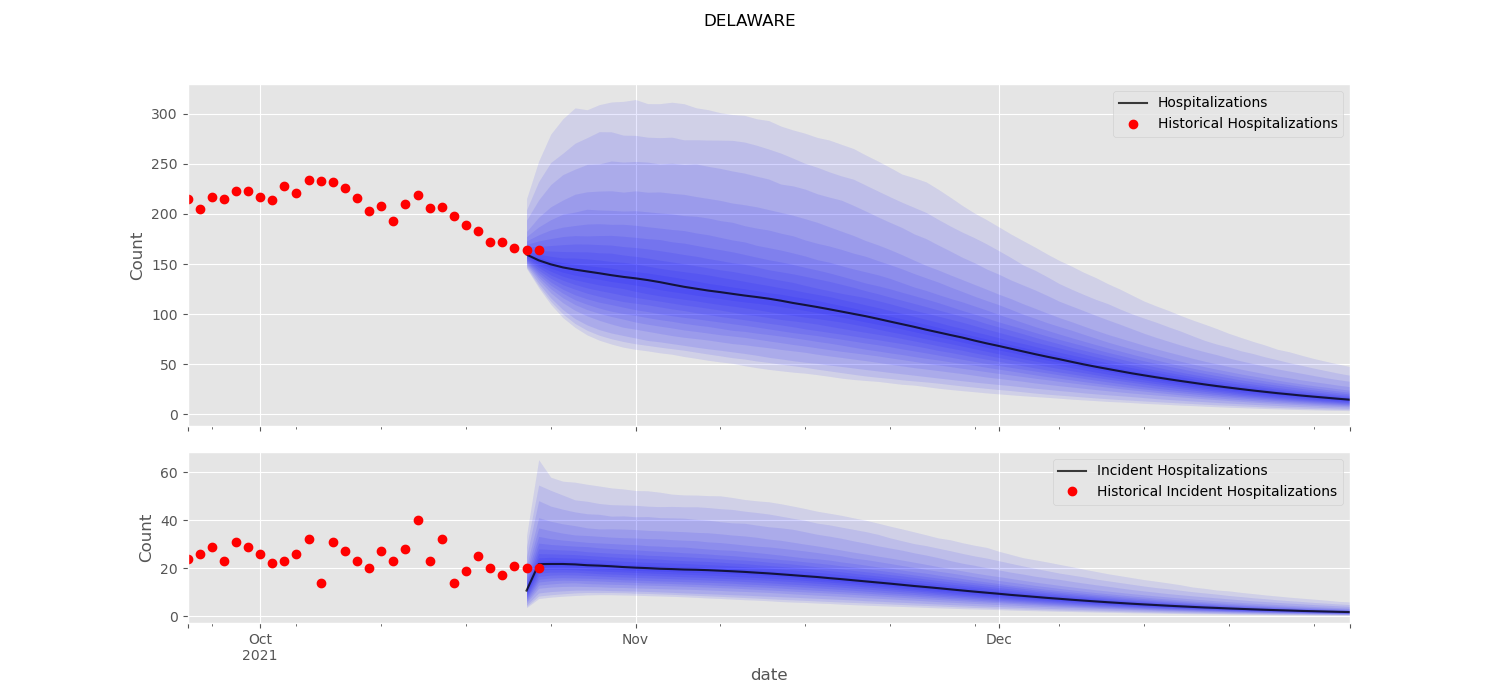 DELAWARE
300
250
200
150
100
50
0
Count
Hospitalizations
Historical Hospitalizations
60
40
20
0
Count
Incident Hospitalizations
Historical Incident Hospitalizations
Oct
2021
Nov
Dec
date